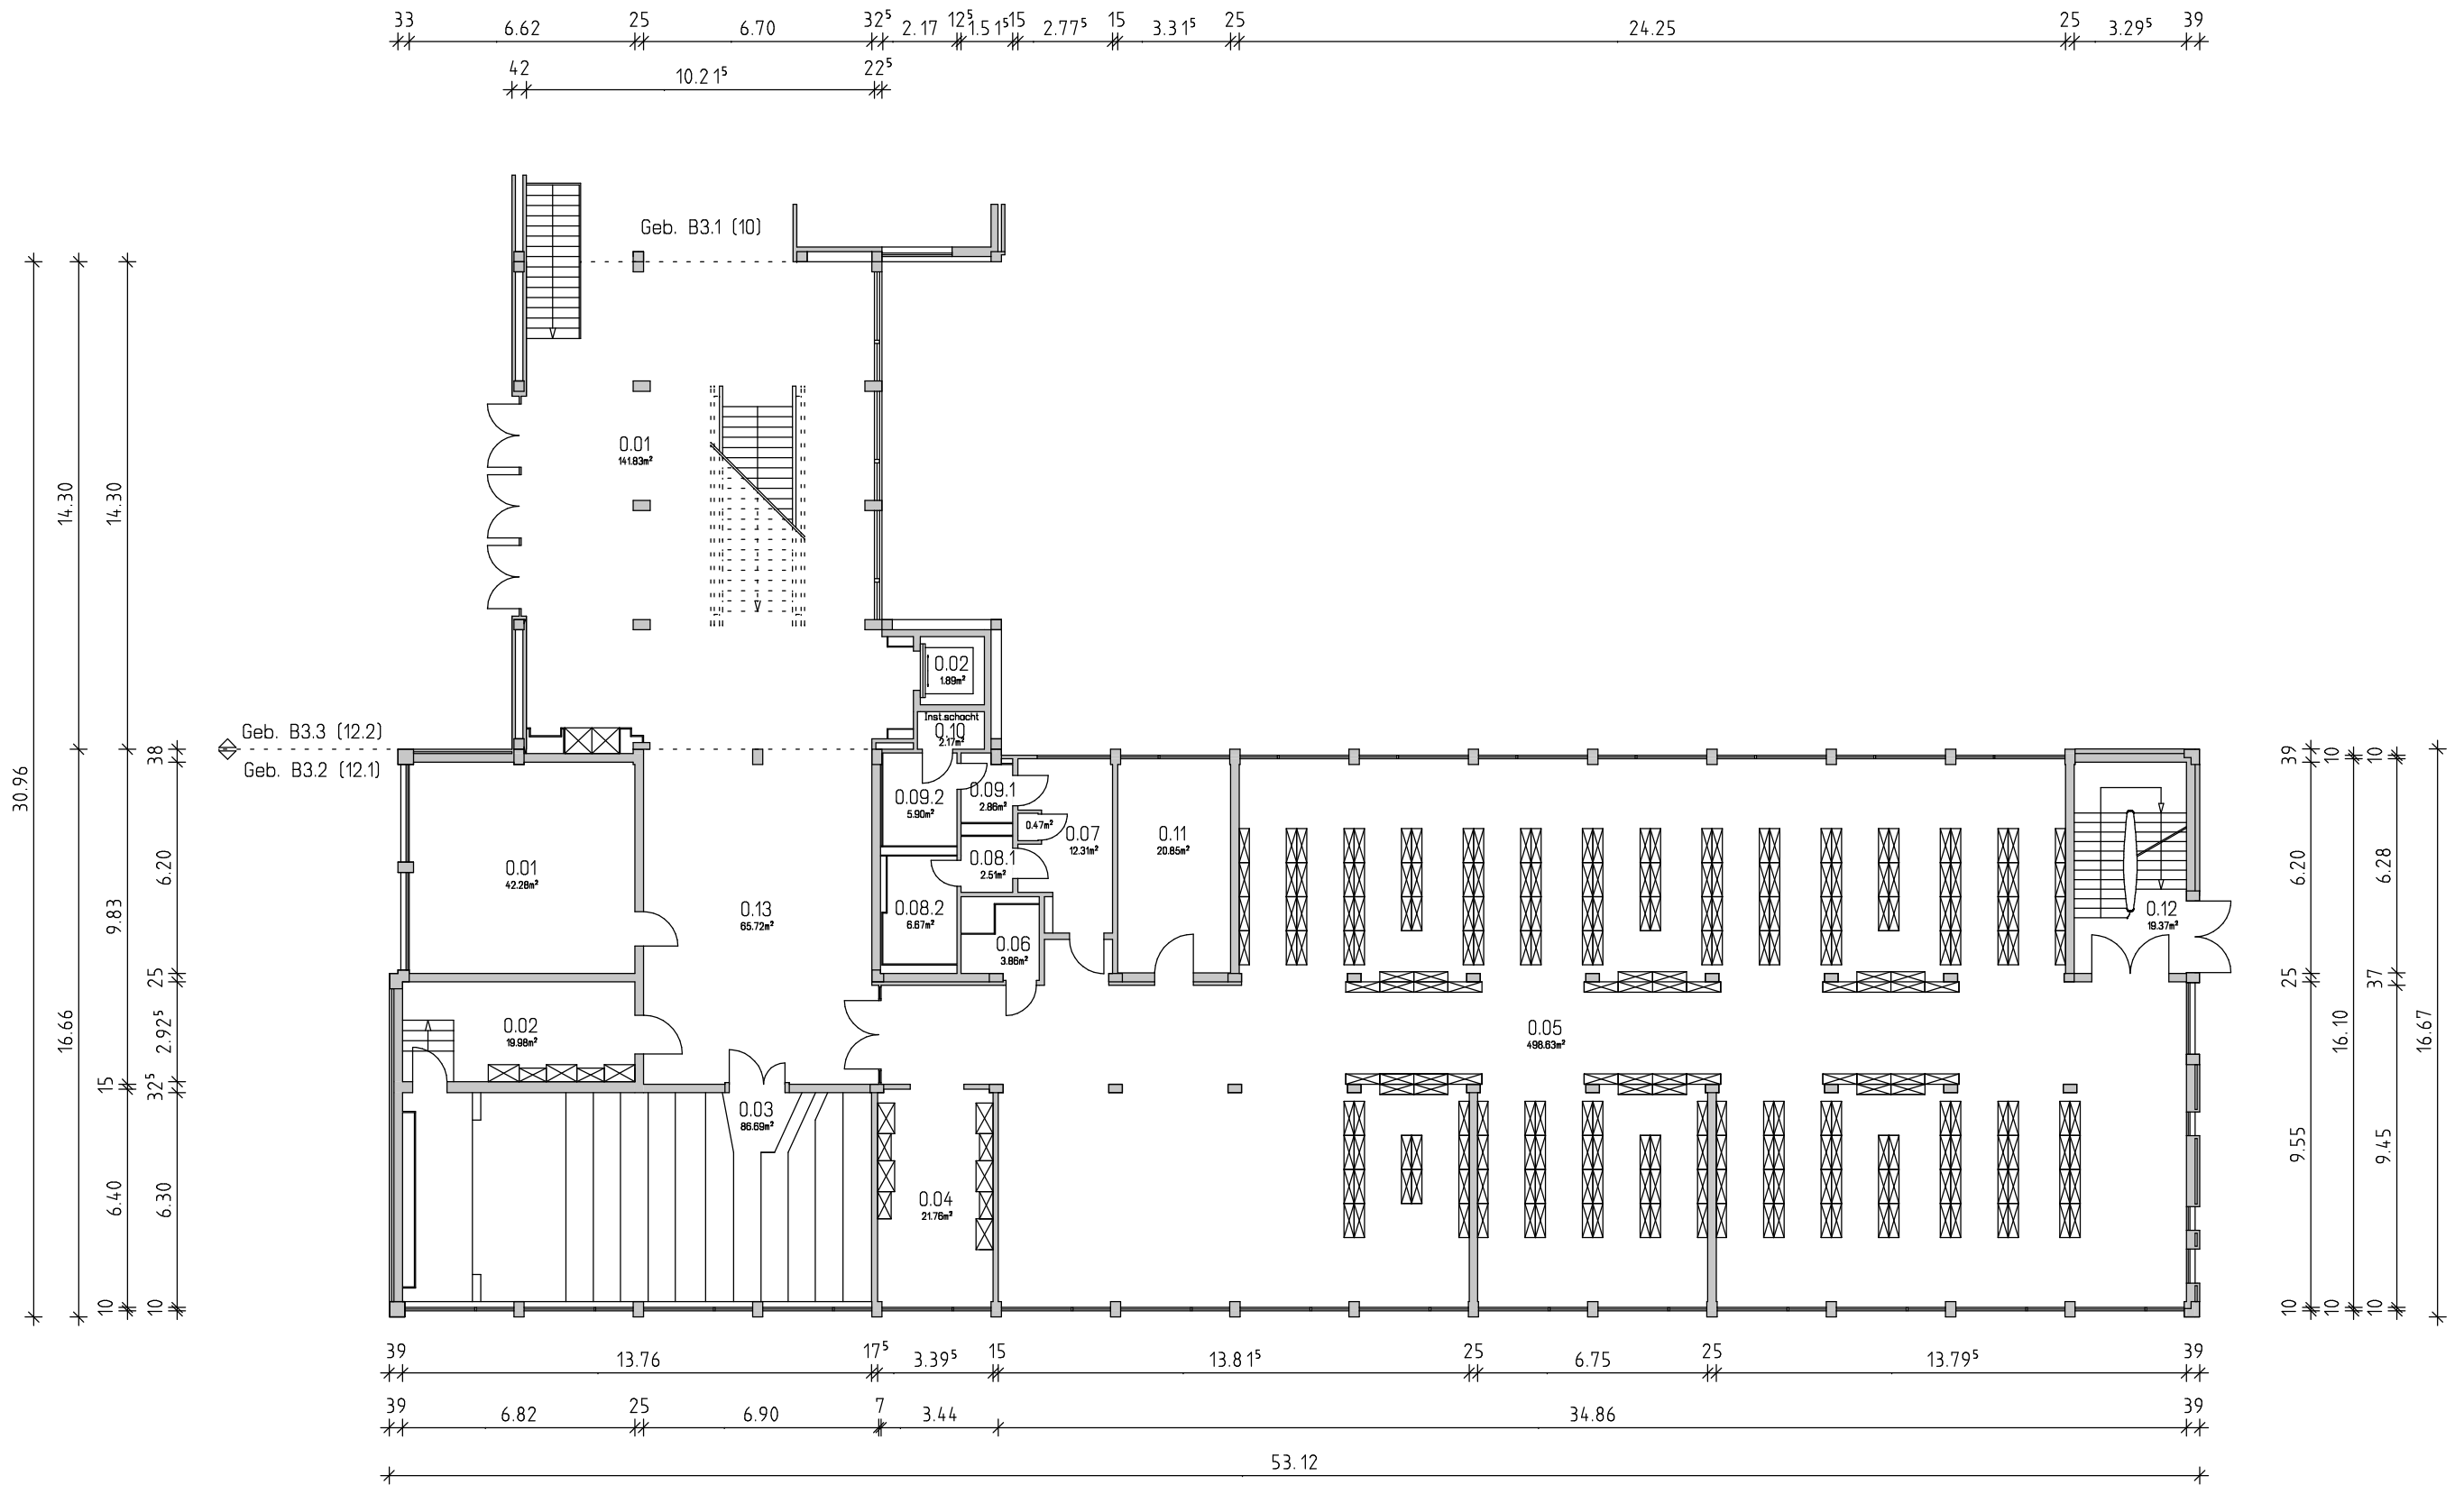 33 6.62 25 6.70 32⁵ 2.17 12⁵ 1.51⁵ 15 2.77⁵ 15 3.31⁵ 25 24.25 25 3.29⁵ 39
42 10.21⁵ 22⁵
Geb. B3.1 (10)
0.01
141.83m²
0.02
1.89m²
Inst.schacht
0.10
2.17m²
Geb. B3.3 (12.2)
Geb. B3.2 (12.1)
0.01
42.28m²
0.13
65.72m²
0.09.2
5.90m²
0.09.1
2.86m²
0.47m²
0.07
12.31m²
0.11
20.85m²
0.08.1
2.51m²
0.08.2
6.67m²
0.06
3.86m²
0.12
19.37m²
0.02
19.98m²
0.05
498.63m²
0.03
86.69m²
0.04
21.76m²
30.96
14.30
16.66
14.30
9.83
15
6.40
10
38
6.20
25
2.92⁵
32⁵
6.30
10
39
6.20
25
9.55
10
10
16.10
10
10
6.28
37
9.45
10
16.67
39 13.76 17⁵ 3.39⁵ 15 13.81⁵ 25 6.75 25 13.79⁵ 39
39 6.82 25 6.90 7 3.44 34.86 39
53.12